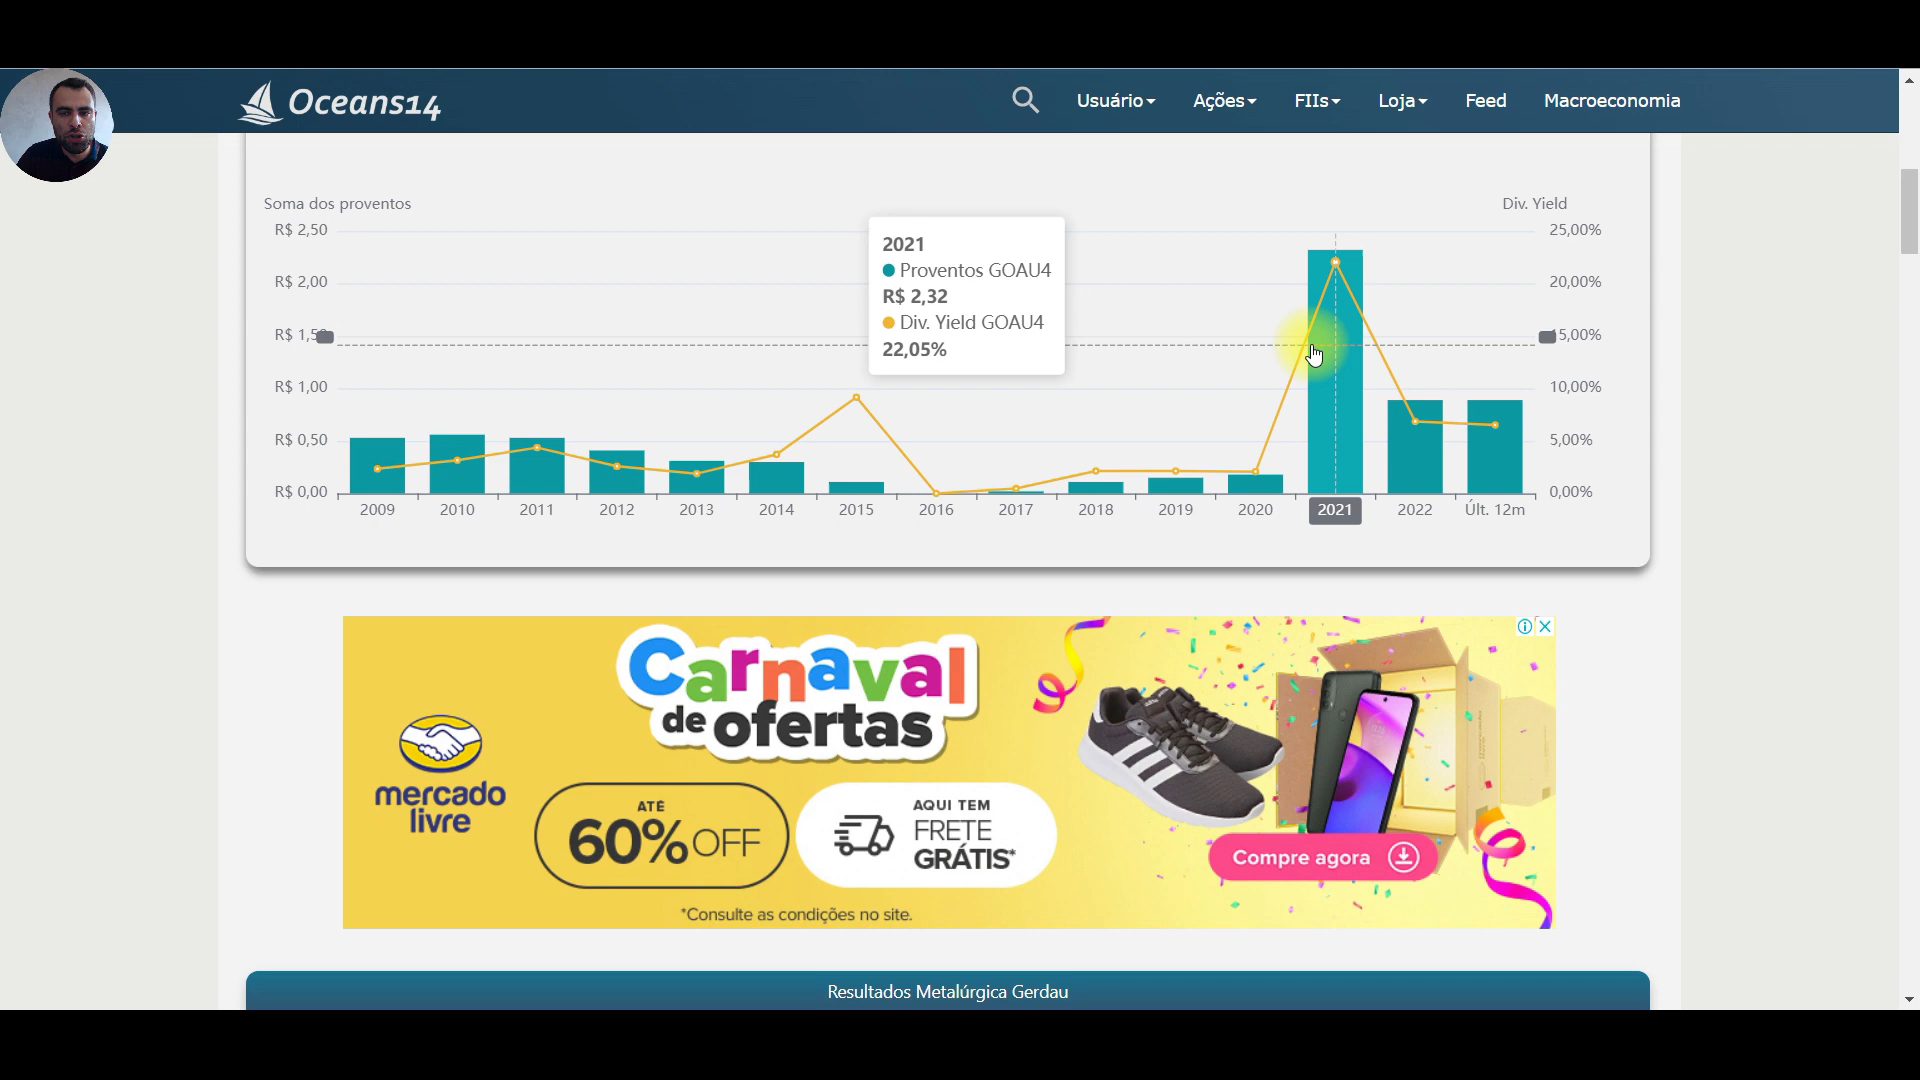 Oceans14
Usuário
Ações
FIIs
Loja
Feed
Macroeconomia
Soma dos proventos
Div. Yield
R$ 2,50
R$ 2,00
R$ 1,50
R$ 1,00
R$ 0,50
R$ 0,00
25,00%
20,00%
15,00%
10,00%
5,00%
0,00%
2021
Proventos GOAU4
R$ 2,32
Div. Yield GOAU4
22,05%
2009 2010 2011 2012 2013 2014 2015 2016 2017 2018 2019 2020 2021 2022 Últ. 12m
mercado
livre
Carnaval
de ofertas
ATÉ
60% OFF
AQUI TEM
FRETE
GRÁTIS*
*Consulte as condições no site.
Compre agora
Resultados Metalúrgica Gerdau